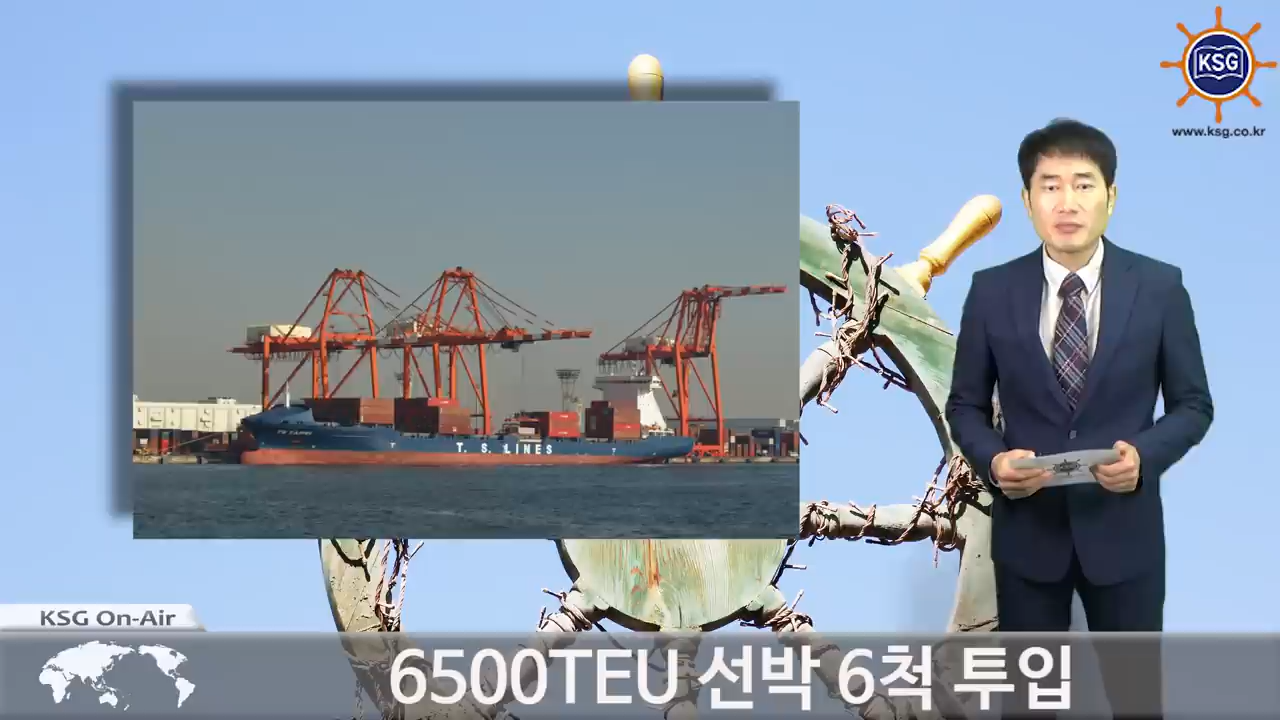 KSG
www.ksg.co.kr
T. S. LINES
KSG On-Air
6500TEU 선박 6척 투입